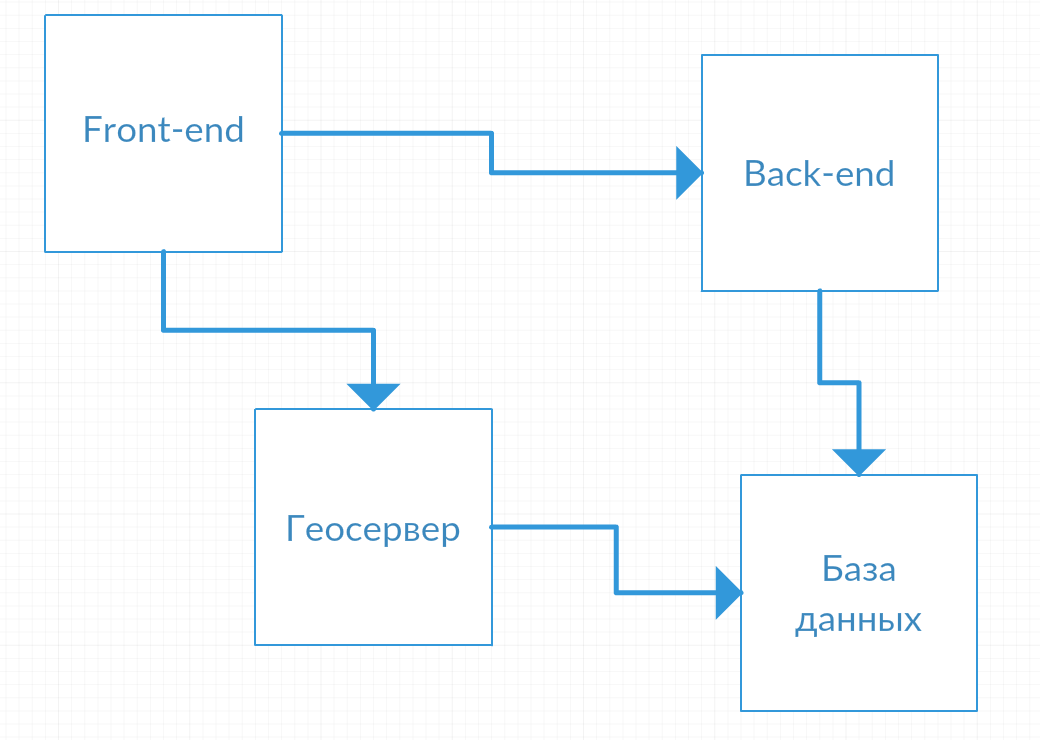 Front-end
Back-end
Геосервер
База
данных